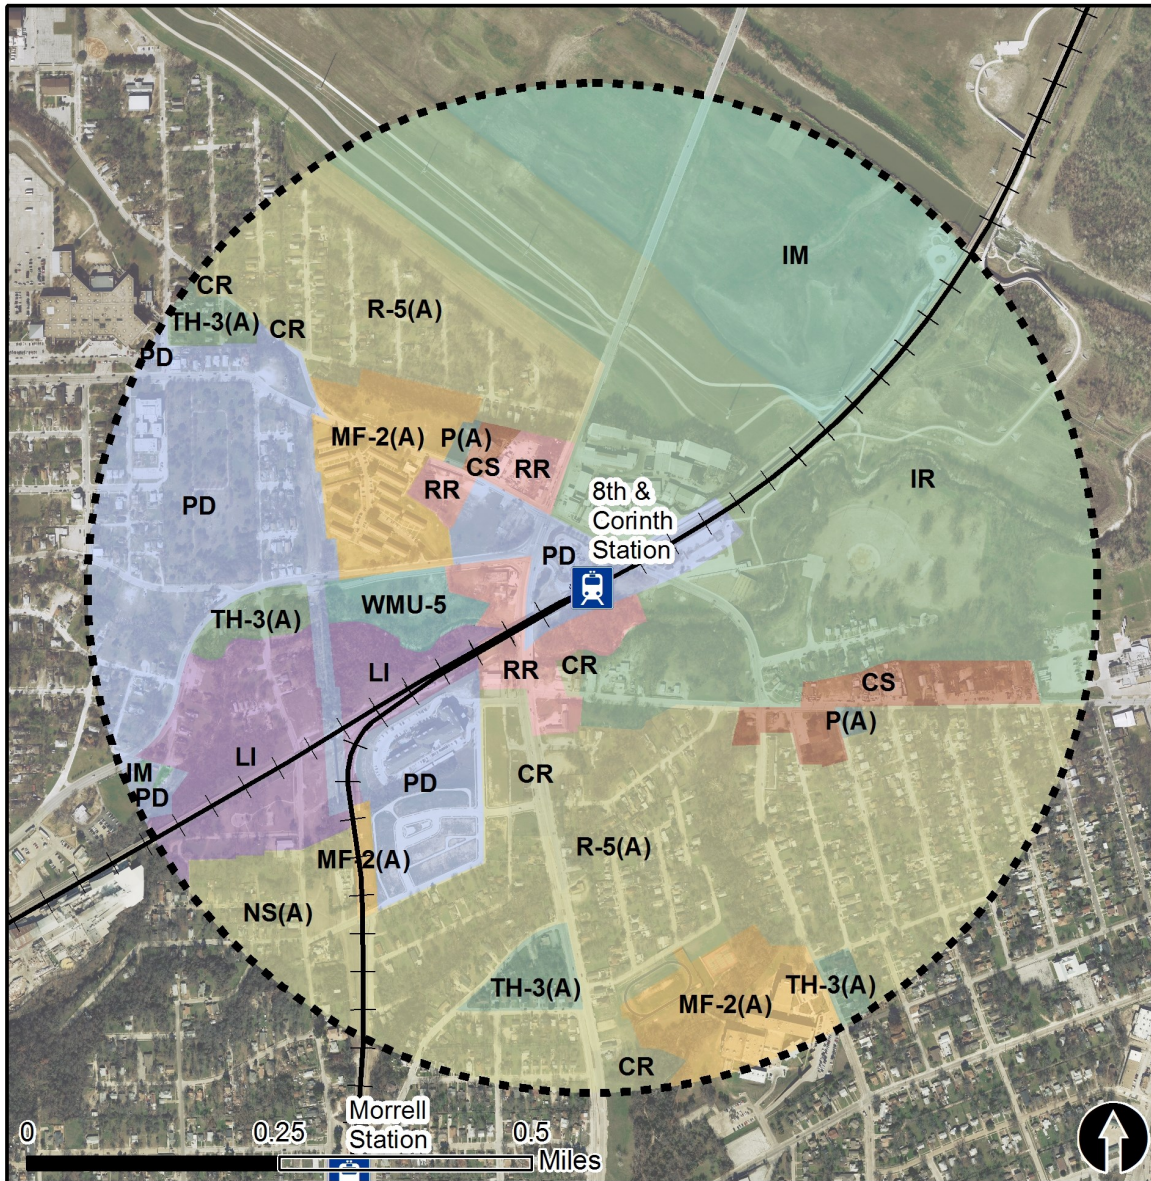 IM
CR
TH-3(A)
CR
R-5(A)
PD
MF-2(A)
P(A)
CS
RR
RR
IR
PD
8th &
Corinth
Station
PD
WMU-5
TH-3(A)
LI
RR
CR
CS
P(A)
LI
IM
PD
PD
CR
R-5(A)
MF-2(A)
NS(A)
TH-3(A)
MF-2(A)
TH-3(A)
CR
Morrell
Station
0
0.25
0.5
Miles